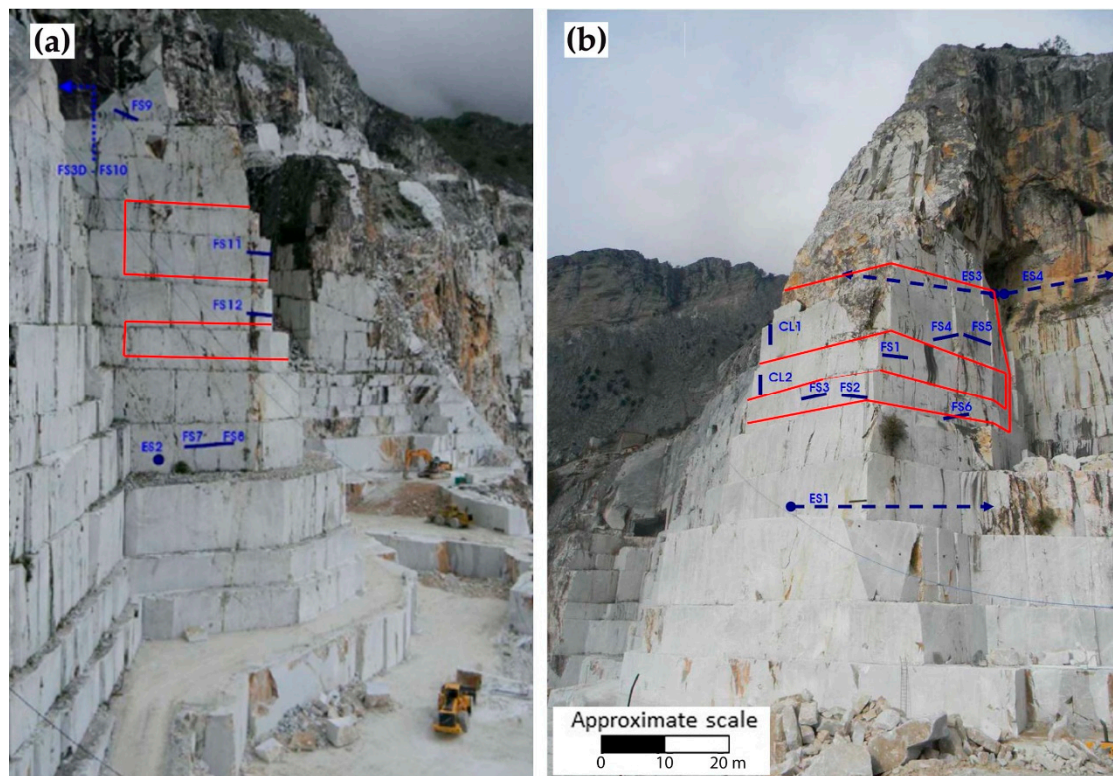 (a)
FS9
FS3D FS10
FS11
FS12
FS7 FS8
ES2
(b)
ES3 ES4
CL1
FS4 FS5
FS1
CL2
FS3 FS2
FS6
ES1
Approximate scale
0 10 20 m